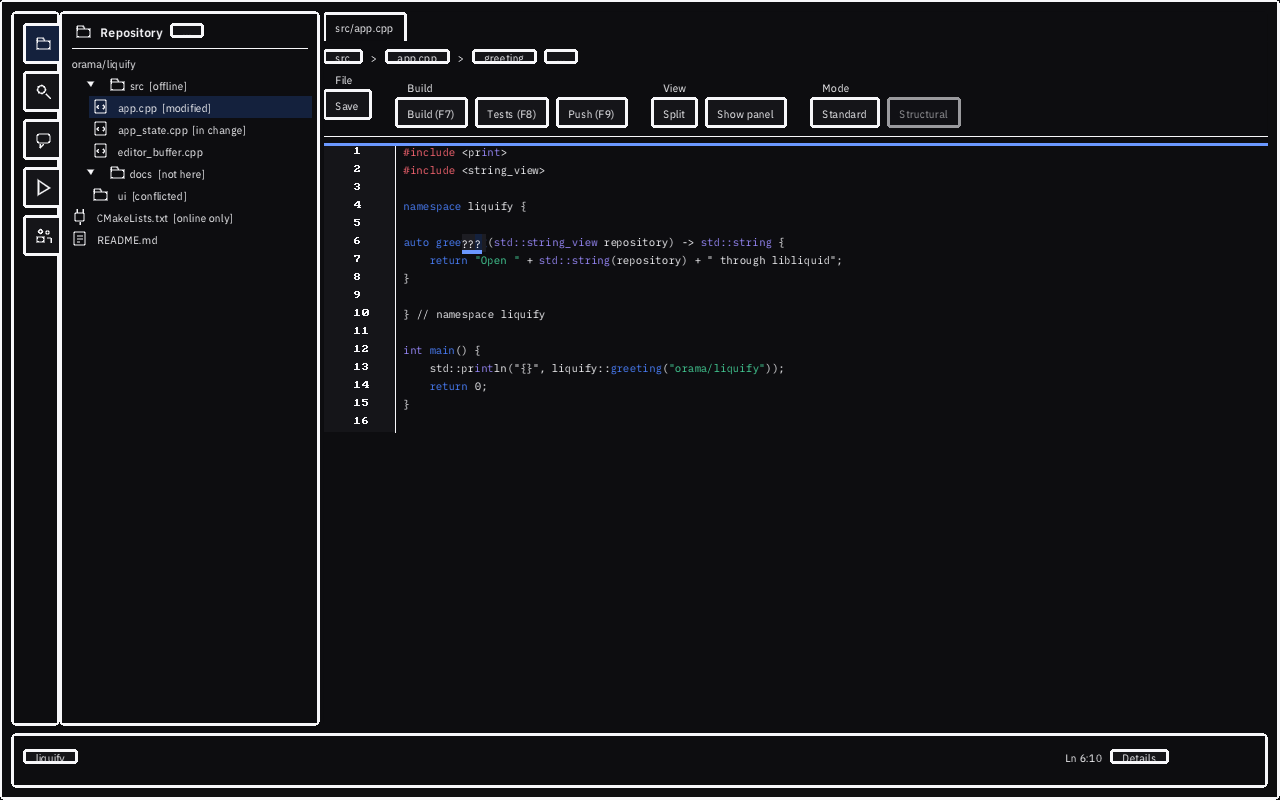 Repository
orama/liquify
src [offline]
app.cpp [modified]
app_state.cpp [in change]
editor_buffer.cpp
docs [not here]
ui [conflicted]
CMakeLists.txt [online only]
README.md
src/app.cpp
src > app.cpp > greeting
File Build View Mode
Save Build (F7) Tests (F8) Push (F9) Split Show panel Standard Structural
1 #include <print>
2 #include <string_view>
3
4 namespace liquify {
5
6 auto gree??? (std::string_view repository) -> std::string {
7 return "Open " + std::string(repository) + " through libliquid";
8 }
9
10 } // namespace liquify
11
12 int main() {
13 std::println("{}", liquify::greeting("orama/liquify"));
14 return 0;
15 }
16
liquify Ln 6:10 Details